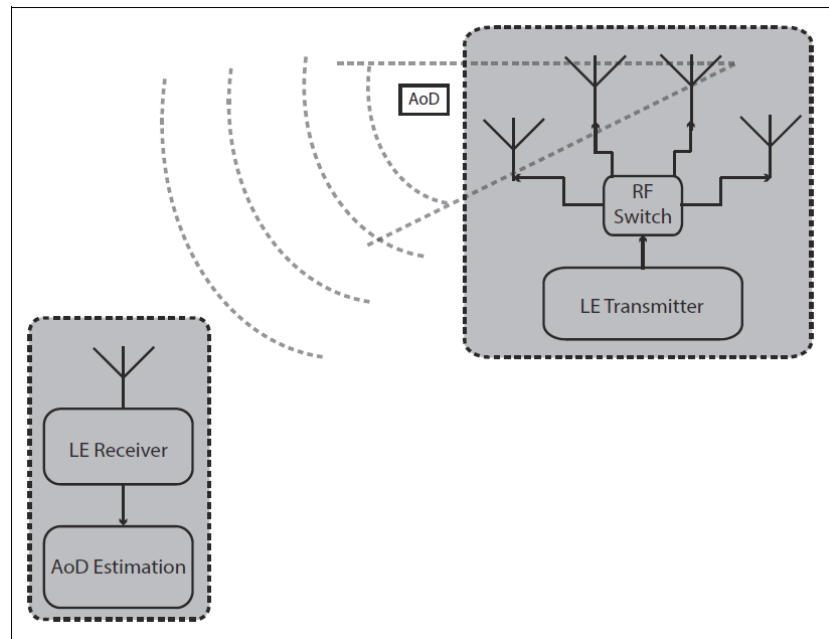 AoD
RF
Switch
LE Transmitter
LE Receiver
AoD Estimation